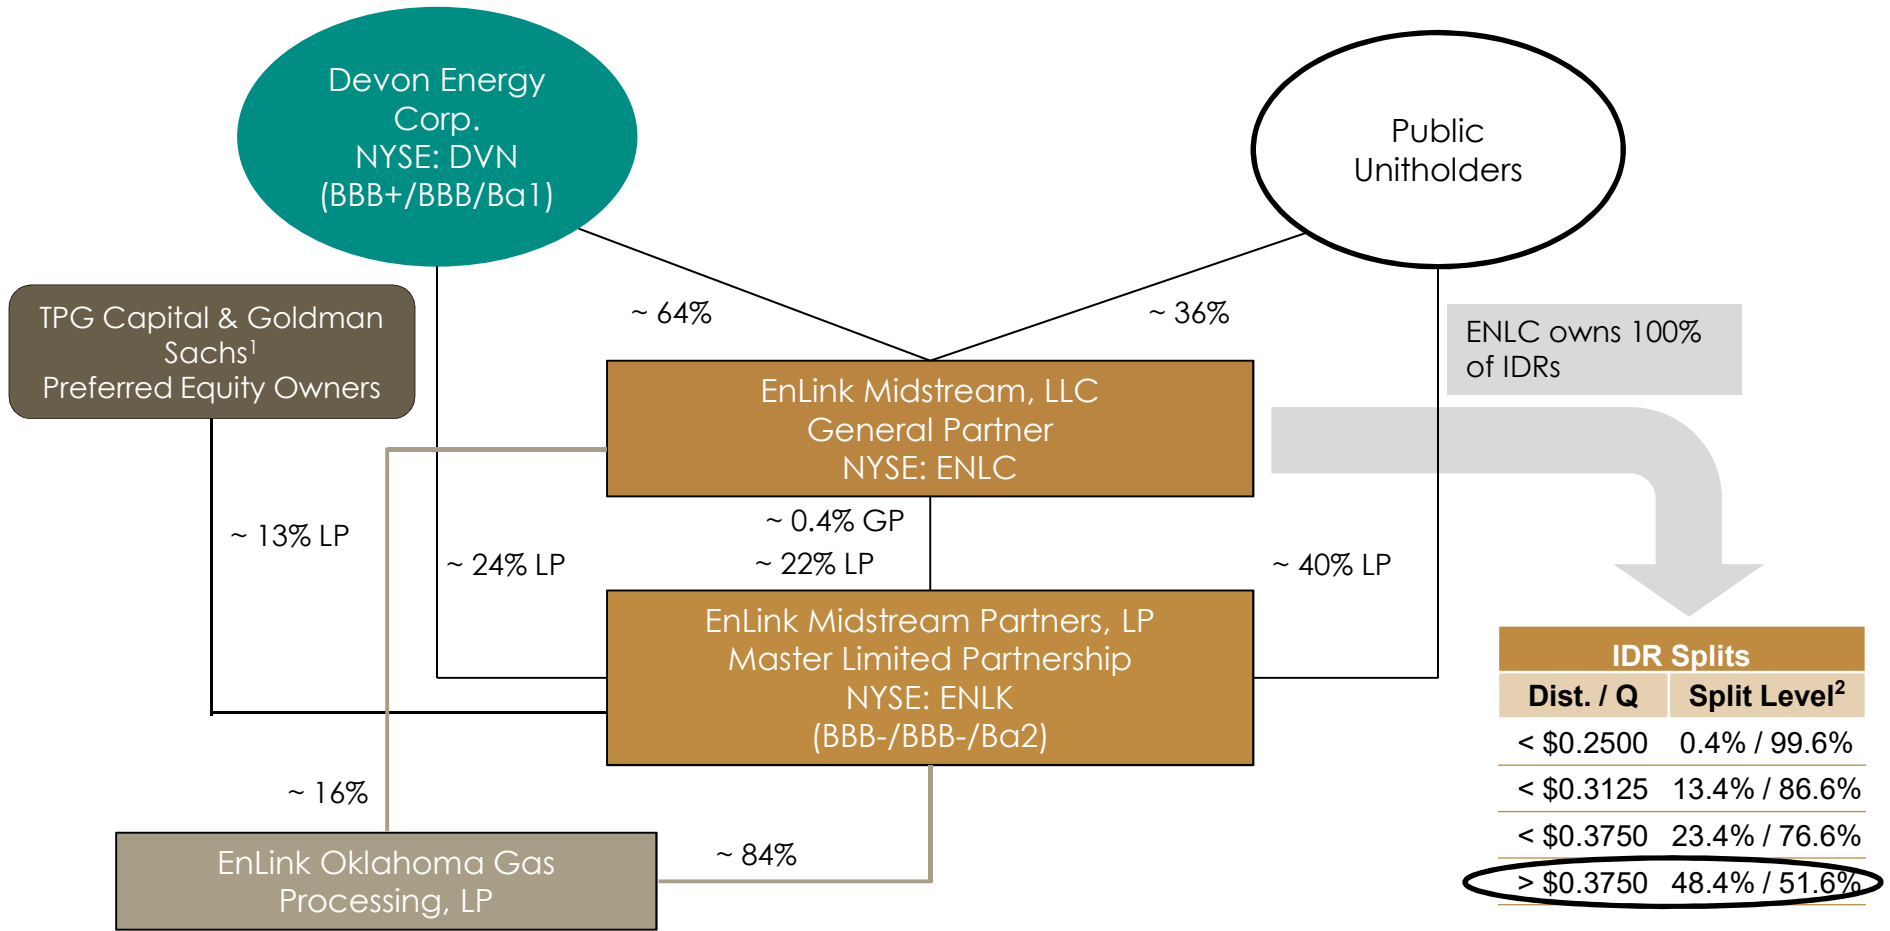 Devon Energy
Corp.
NYSE: DVN
(BBB+/BBB/Ba1)
Public
Unitholders
TPG Capital & Goldman
Sachs1
Preferred Equity Owners
~ 64%
~ 36%
ENLC owns 100%
of IDRs
EnLink Midstream, LLC
General Partner
NYSE: ENLC
~ 13% LP
~ 24% LP
~ 0.4% GP
~ 22% LP
~ 40% LP
EnLink Midstream Partners, LP
Master Limited Partnership
NYSE: ENLK
(BBB-/BBB-/Ba2)
~ 16%
~ 84%
EnLink Oklahoma Gas
Processing, LP
IDR Splits
Dist. / Q Split Level2
< $0.2500 0.4% / 99.6%
< $0.3125 13.4% / 86.6%
< $0.3750 23.4% / 76.6%
> $0.3750 48.4% / 51.6%